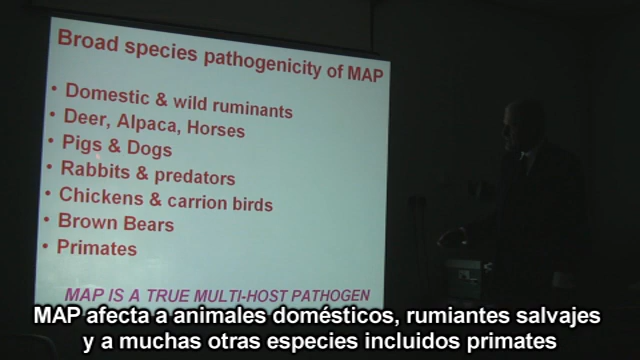 Broad species pathogenicity of MAP
• Domestic & wild ruminants
• Deer, Alpaca, Horses
• Pigs & Dogs
• Rabbits & predators
• Chickens & carrion birds
• Brown Bears
• Primates
MAP IS A TRUE MULTI-HOST PATHOGEN
MAP afecta a animales domésticos, rumiantes salvajes
y a muchas otras especies incluidos primates